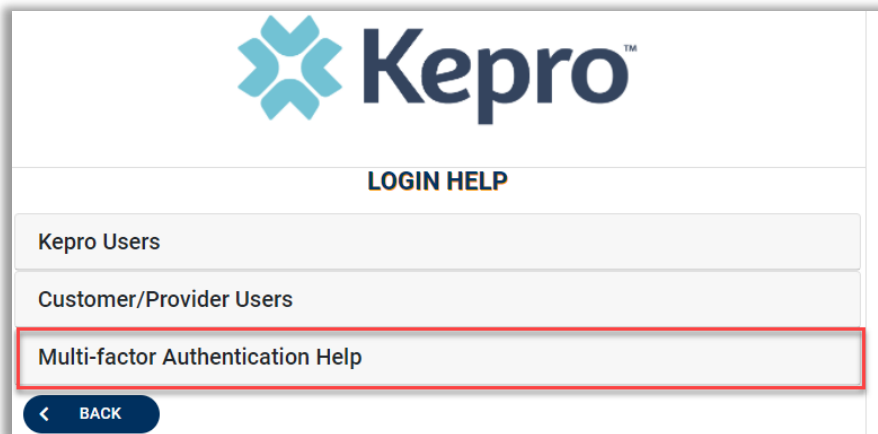 Kepro™
LOGIN HELP
Kepro Users
Customer/Provider Users
Multi-factor Authentication Help
BACK